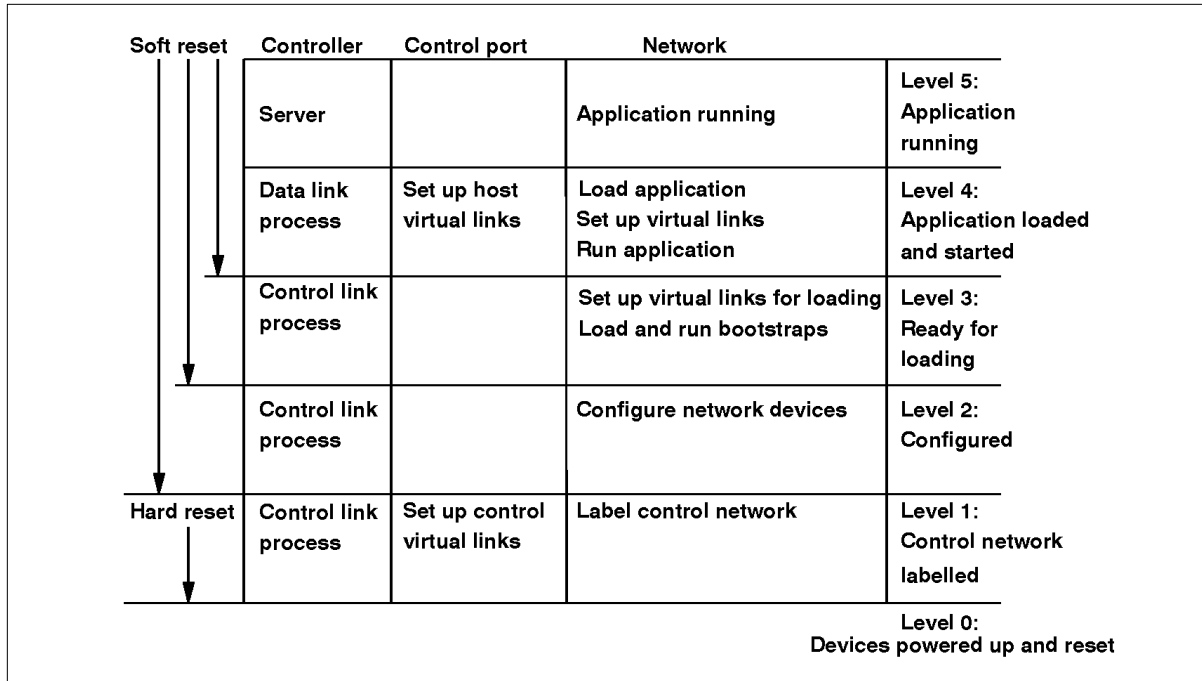 Soft reset Controller Control port Network
Server
Application running
Level 5:
Application
running
Data link
process
Set up host
virtual links
Load application
Set up virtual links
Run application
Level 4:
Application loaded
and started
Control link
process
Set up virtual links for loading
Load and run bootstraps
Level 3:
Ready for
loading
Control link
process
Configure network devices
Level 2:
Configured
Hard reset
Control link
process
Set up control
virtual links
Label control network
Level 1:
Control network
labelled
Level 0:
Devices powered up and reset